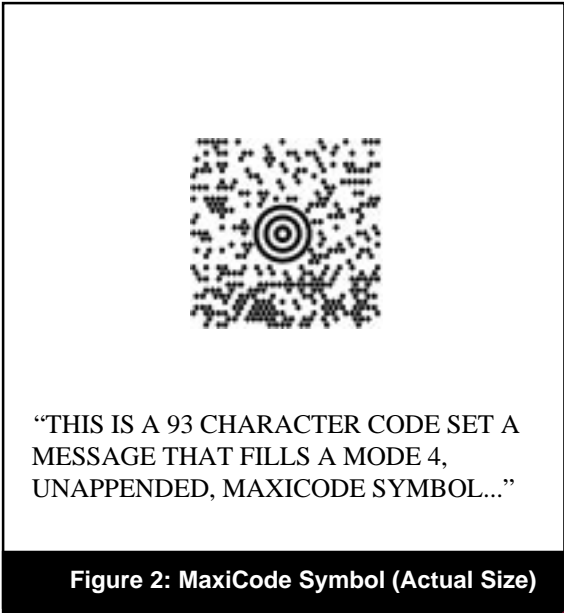 “THIS IS A 93 CHARACTER CODE SET A
MESSAGE THAT FILLS A MODE 4,
UNAPPENDED, MAXICODE SYMBOL...”
Figure 2: MaxiCode Symbol (Actual Size)